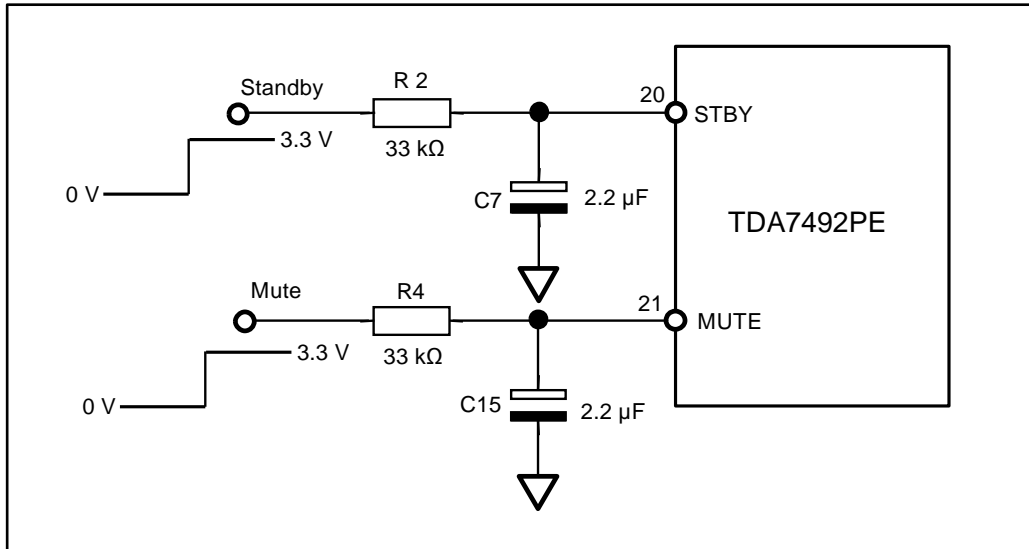 Standby
R 2
33 kΩ
3.3 V
0 V
C7
2.2 µF
20
STBY
TDA7492PE
Mute
R4
33 kΩ
3.3 V
0 V
C15
2.2 µF
21
MUTE